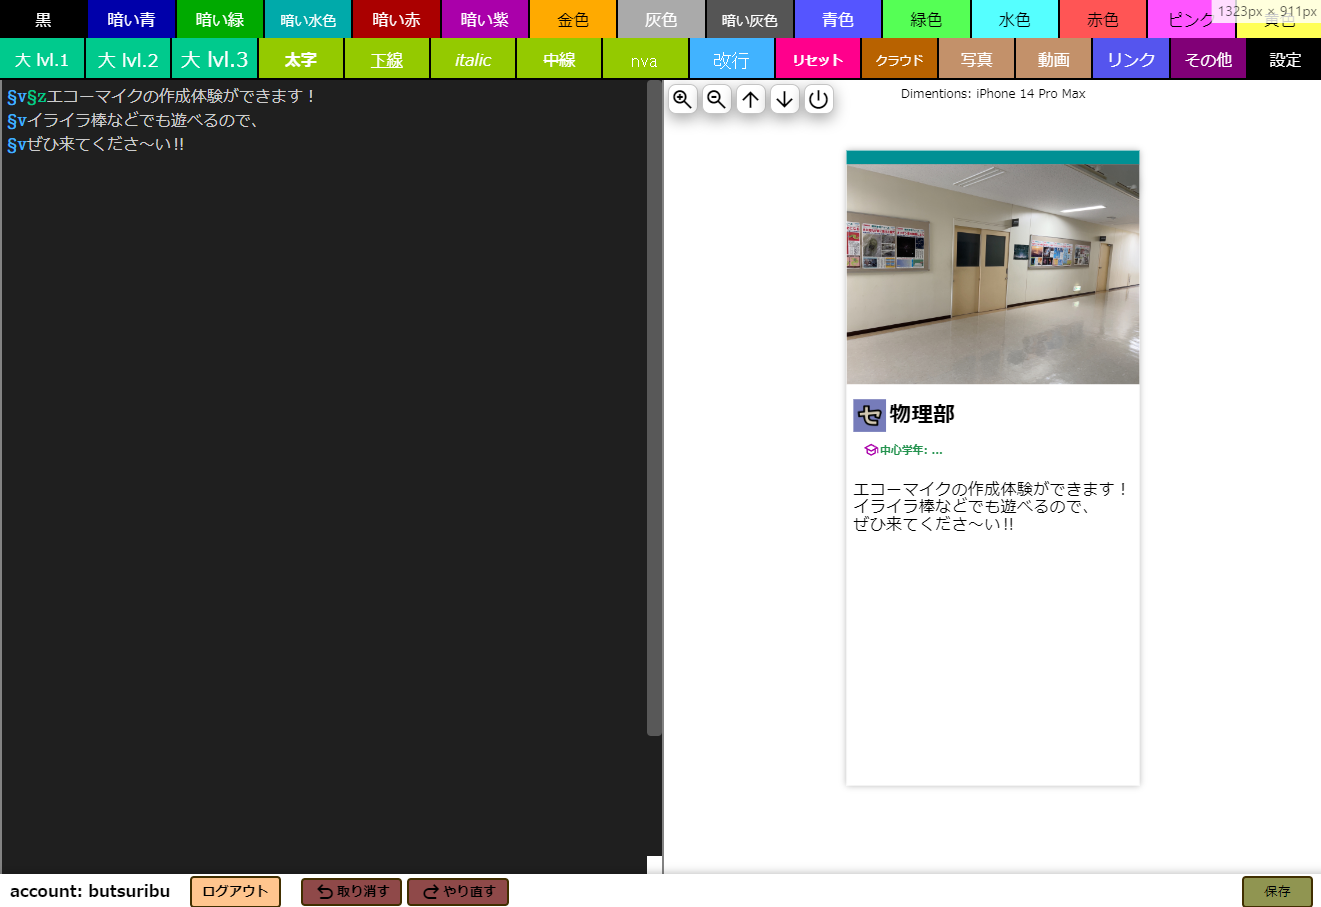 黒 暗い青 暗い緑 暗い水色 暗い赤 暗い紫 金色 灰色 暗い灰色 青色 緑色 水色 赤色 ピンク 黄色
1323px × 911px
大 lvl.1 大 lvl.2 大 lvl.3 太字 下線 italic 中線 nva 改行 リセット クラウド 写真 動画 リンク その他 設定
§v§zエコーマイクの作成体験ができます！
§vイライラ棒などでも遊べるので、
§vぜひ来てくださ～い!!
Dimentions: iPhone 14 Pro Max
セ 物理部
中心学年: ...
エコーマイクの作成体験ができます！
イライラ棒などでも遊べるので、
ぜひ来てくださ～い!!
account: butsuribu ログアウト 取り消す やり直す 保存